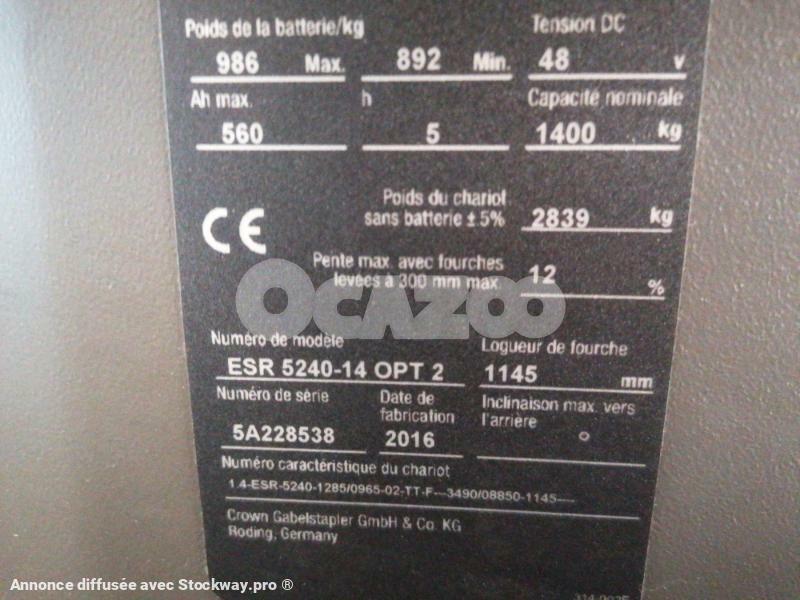 Poids de la batterie/kg Tension DC
986 Max. 892 Min. 48 v
Ah max. h Capacité nominale
560 5 1400 kg
Poids du chariot
sans batterie ± 5% 2839 kg
CE
Pente max. avec fourches
levées à 300 mm max. 12 %
OCAZOO
Numéro de modèle Logueur de fourche
ESR 5240-14 OPT 2 1145 mm
Numéro de série Date de fabrication Inclinaison max. vers l'arrière
5A228538 2016 °
Numéro caractéristique du chariot
1.4-ESR-5240-1285/0965-02-TT-F---3490/08850-1145----
Crown Gabelstapler GmbH & Co. KG
Roding, Germany
Annonce diffusée avec Stockway.pro ®